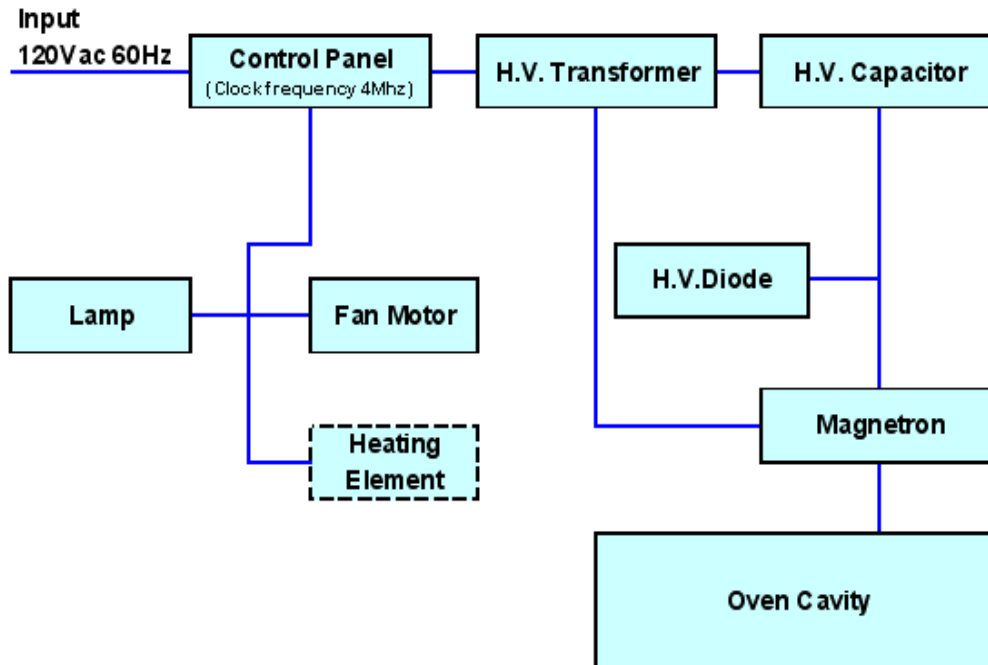 Input
120Vac 60Hz
Control Panel
(Clock frequency 4Mhz)
H.V. Transformer
H.V. Capacitor
H.V.Diode
Lamp
Fan Motor
Magnetron
Heating
Element
Oven Cavity